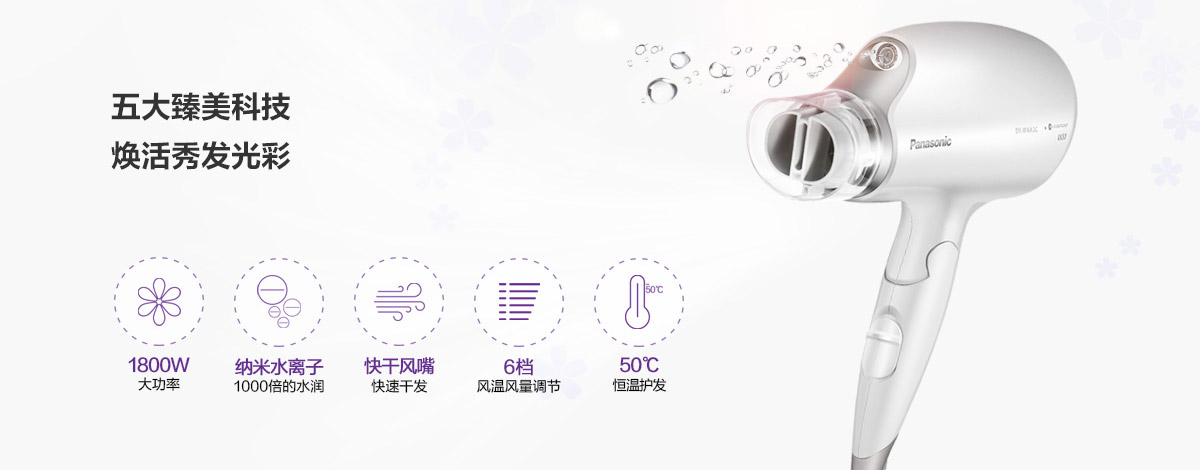 五大臻美科技
焕活秀发光彩
Panasonic
50℃
1800W
大功率
纳米水离子
1000倍的水润
快干风嘴
快速干发
6档
风温风量调节
50℃
恒温护发